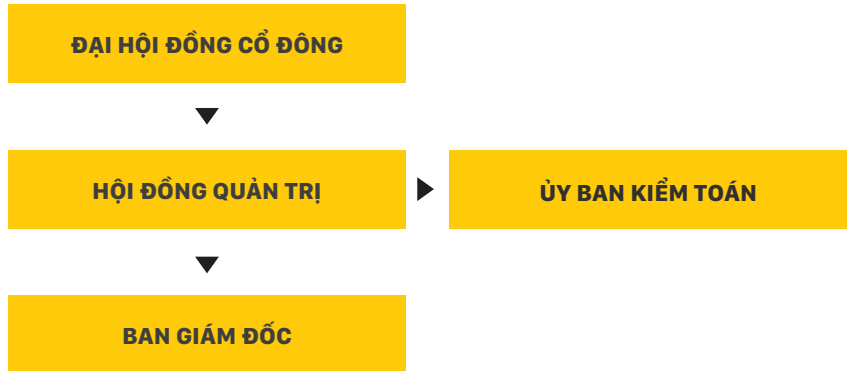 ĐẠI HỘI ĐỒNG CỔ ĐÔNG
HỘI ĐỒNG QUẢN TRỊ
ỦY BAN KIỂM TOÁN
BAN GIÁM ĐỐC